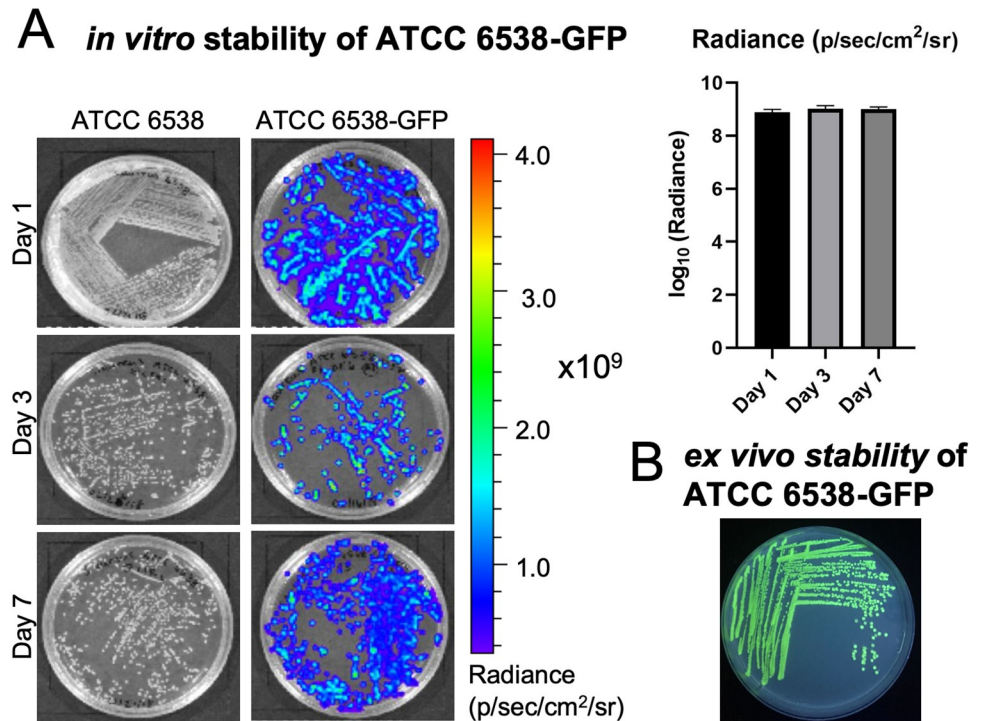 A in vitro stability of ATCC 6538-GFP
ATCC 6538
ATCC 6538-GFP
Day 1
Day 3
Day 7
4.0
3.0
x10⁹
2.0
1.0
Radiance
(p/sec/cm²/sr)
Radiance (p/sec/cm²/sr)
log₁₀ (Radiance)
10
8
6
4
2
0
Day 1
Day 3
Day 7
B ex vivo stability of
ATCC 6538-GFP